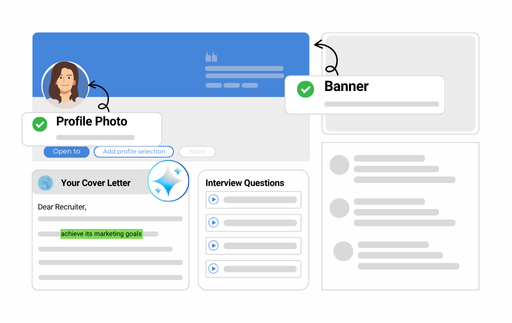 Banner
Profile Photo
Open to
Add profile selection
More
Your Cover Letter
Dear Recruiter,
achieve its marketing goals
Interview Questions